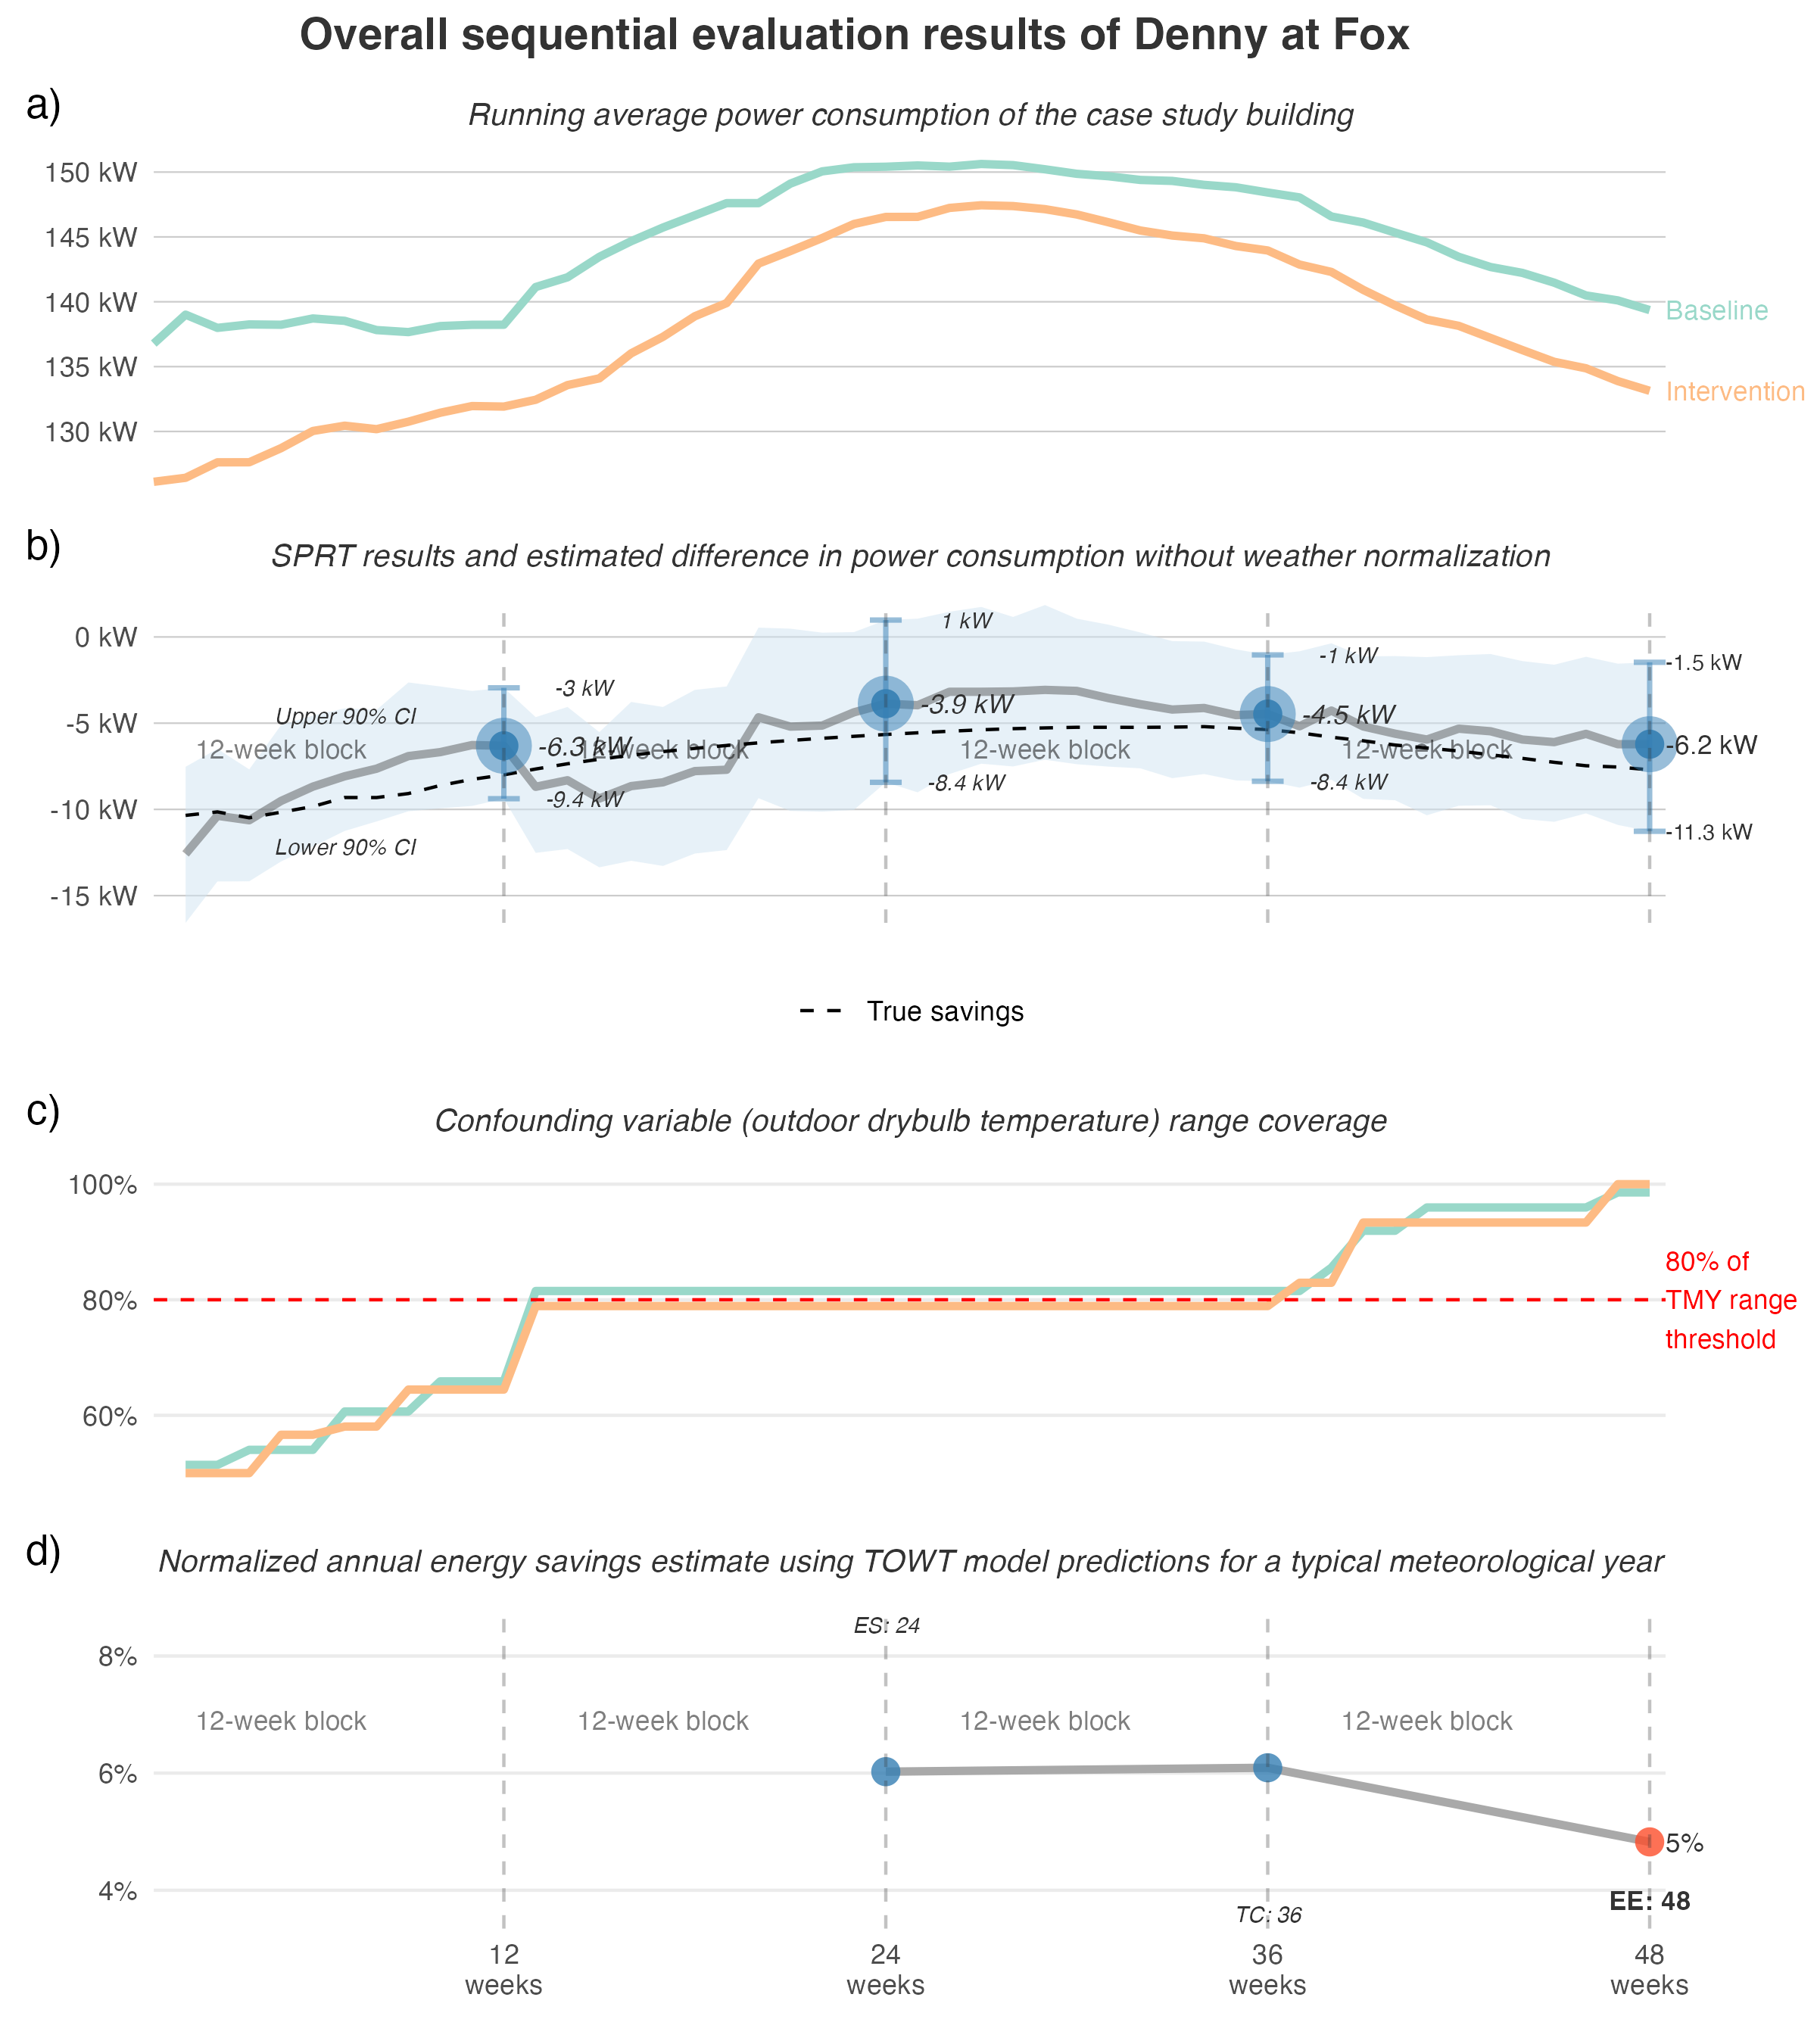 Overall sequential evaluation results of Denny at Fox
a)
Running average power consumption of the case study building
150 kW
145 kW
140 kW
135 kW
130 kW
Baseline
Intervention
b)
SPRT results and estimated difference in power consumption without weather normalization
0 kW
-5 kW
-10 kW
-15 kW
Upper 90% CI
Lower 90% CI
12-week block
12-week block
12-week block
12-week block
-3 kW
-6.3 kW
-9.4 kW
1 kW
-3.9 kW
-8.4 kW
-1 kW
-4.5 kW
-8.4 kW
-1.5 kW
-6.2 kW
-11.3 kW
True savings
c)
Confounding variable (outdoor drybulb temperature) range coverage
100%
80%
60%
80% of
TMY range
threshold
d)
Normalized annual energy savings estimate using TOWT model predictions for a typical meteorological year
8%
6%
4%
ES: 24
12-week block
12-week block
12-week block
12-week block
5%
EE: 48
TC: 36
12
weeks
24
weeks
36
weeks
48
weeks